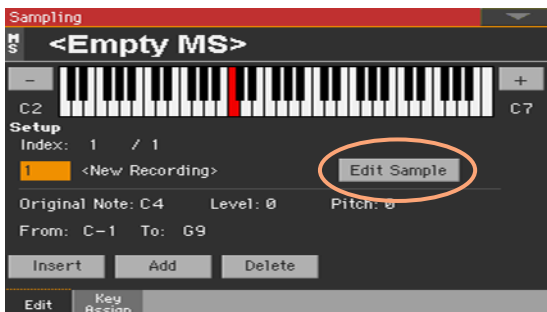 Sampling
MS <Empty MS>
- +
C2 C7
Setup
Index: 1 / 1
1 <New Recording> Edit Sample
Original Note: C4 Level: 0 Pitch: 0
From: C-1 To: G9
Insert Add Delete
Edit Key Assign